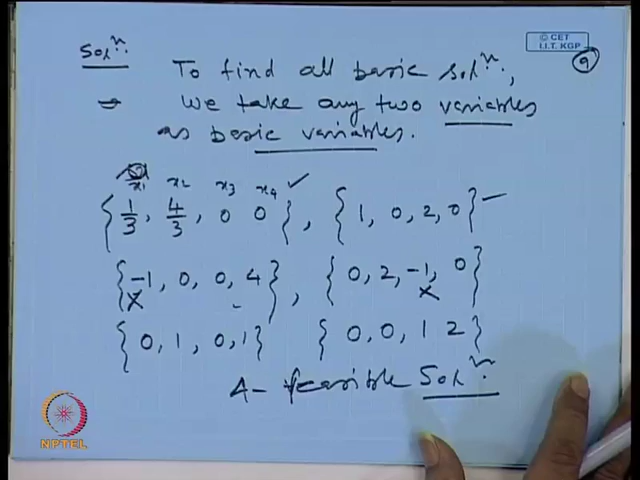 © CET
I.I.T. KGP
9
Solⁿ.
To find all basic Solⁿ.,
⇒ we take any two variables
as basic variables.
x1 x2 x3 x4 ✓
{1/3, 4/3, 0 0}, {1, 0, 2, 0}
{-1, 0, 0, 4}, {0, 2, -1, 0}
{0, 1, 0, 1} {0, 0, 1 2}
4- feasible Solⁿ.
NPTEL